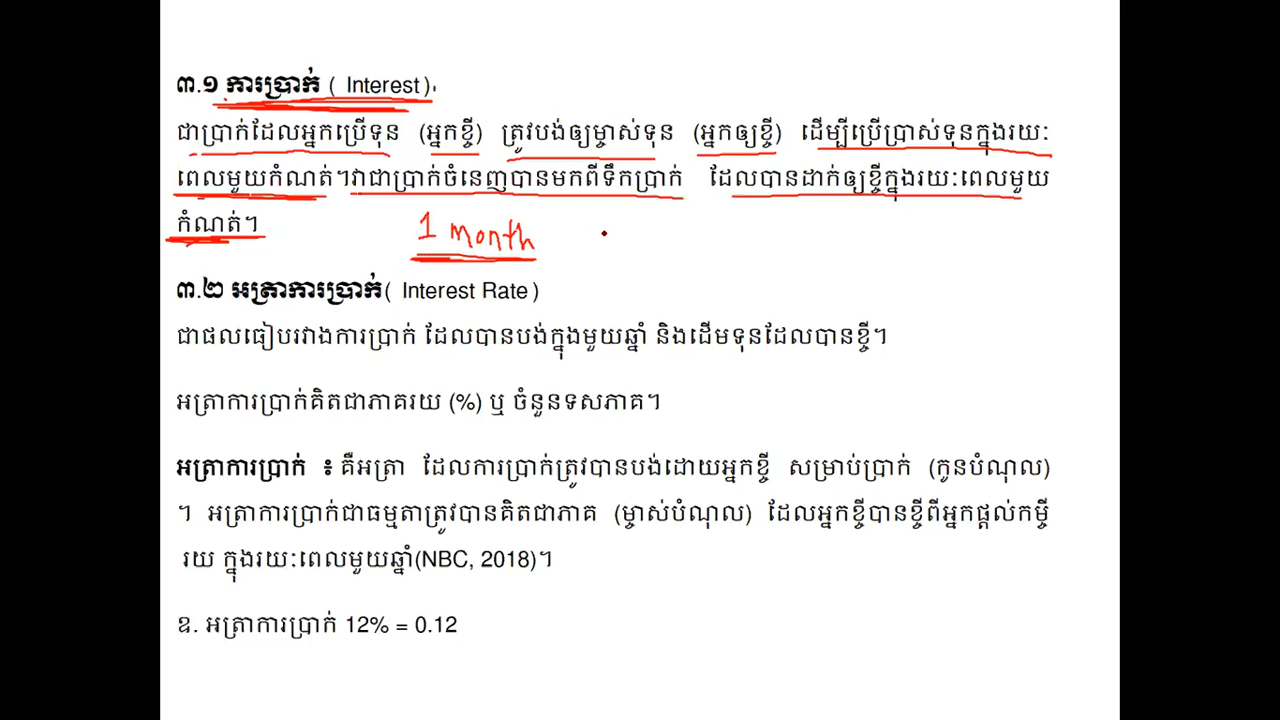 ៣.១ ការប្រាក់ ( Interest)
ជាប្រាក់ដែលអ្នកប្រើទុន (អ្នកខ្ចី) ត្រូវបង់ឲ្យម្ចាស់ទុន (អ្នកឲ្យខ្ចី) ដើម្បីប្រើប្រាស់ទុនក្នុងរយៈ
ពេលមួយកំណត់។វាជាប្រាក់ចំនេញបានមកពីទឹកប្រាក់ ដែលបានដាក់ឲ្យខ្ចីក្នុងរយៈពេលមួយ
កំណត់។
1 month
៣.២ អត្រាការប្រាក់( Interest Rate)
ជាផលធៀបរវាងការប្រាក់ ដែលបានបង់ក្នុងមួយឆ្នាំ និងដើមទុនដែលបានខ្ចី។
អត្រាការប្រាក់គិតជាភាគរយ (%) ឬ ចំនួនទសភាគ។
អត្រាការប្រាក់ ៖ គឺអត្រា ដែលការប្រាក់ត្រូវបានបង់ដោយអ្នកខ្ចី សម្រាប់ប្រាក់ (កូនបំណុល)
។ អត្រាការប្រាក់ជាធម្មតាត្រូវបានគិតជាភាគ (ម្ចាស់បំណុល) ដែលអ្នកខ្ចីបានខ្ចីពីអ្នកផ្តល់កម្ចី
រយ ក្នុងរយៈពេលមួយឆ្នាំ(NBC, 2018)។
ឧ. អត្រាការប្រាក់ 12% = 0.12